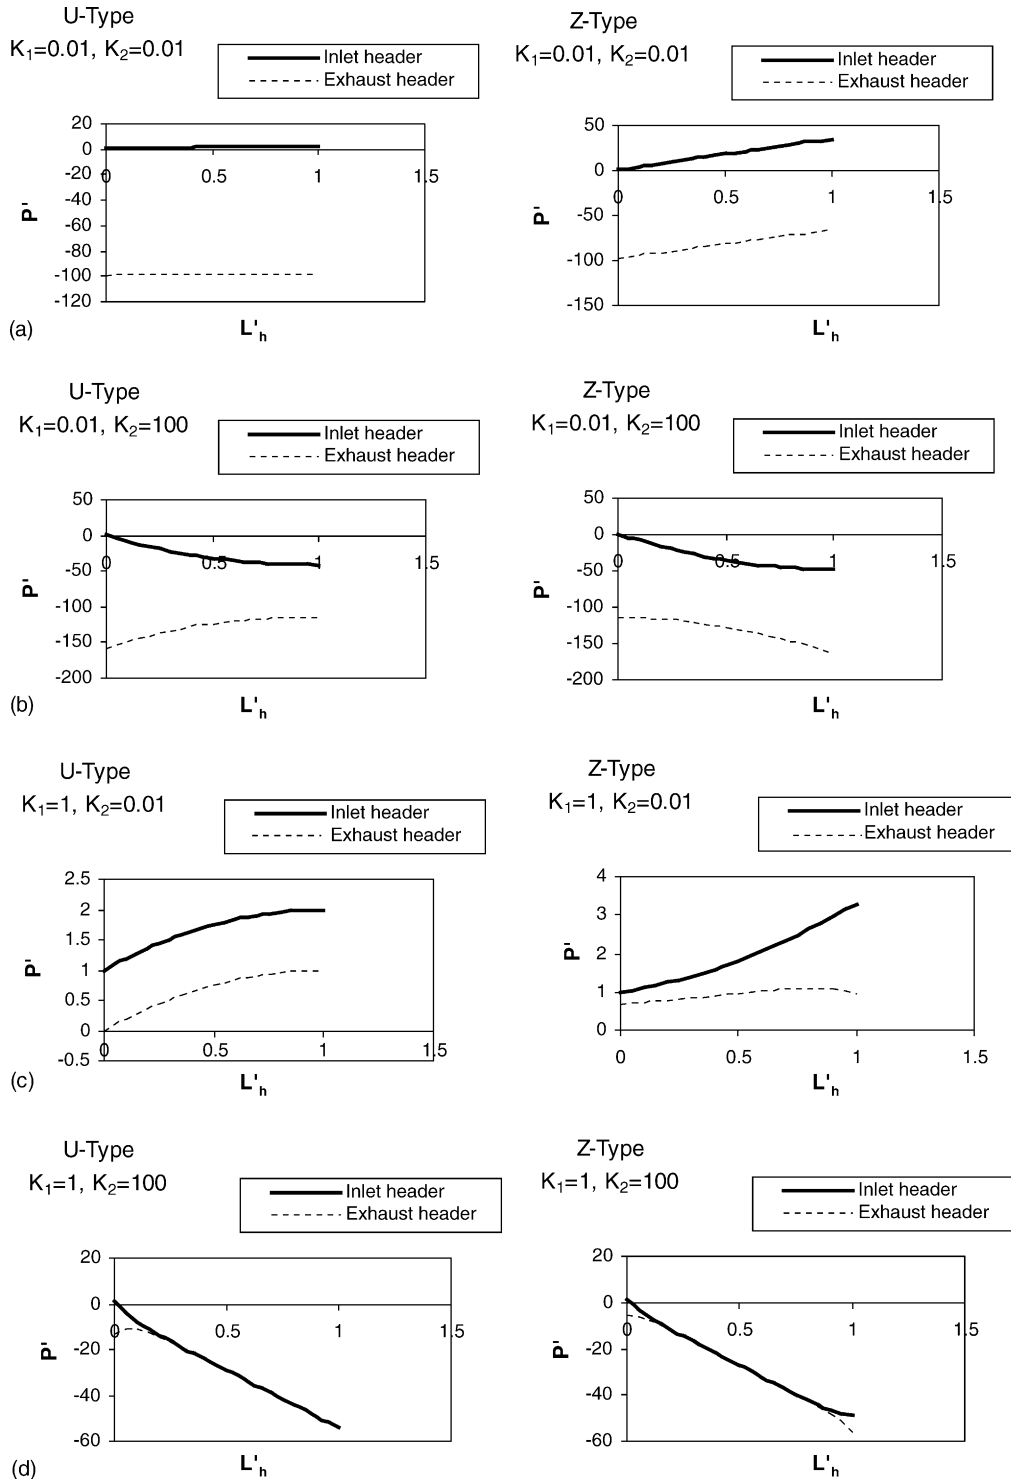 U-Type
K1=0.01, K2=0.01
Inlet header
Exhaust header
20
0
-20
-40
-60
-80
-100
-120
0
0.5
1
1.5
P'
L'h
(a)
Z-Type
K1=0.01, K2=0.01
Inlet header
Exhaust header
50
0
-50
-100
-150
0
0.5
1
1.5
P'
L'h
U-Type
K1=0.01, K2=100
Inlet header
Exhaust header
50
0
-50
-100
-150
-200
0
0.5
1
1.5
P'
L'h
(b)
Z-Type
K1=0.01, K2=100
Inlet header
Exhaust header
50
0
-50
-100
-150
-200
0
0.5
1
1.5
P'
L'h
U-Type
K1=1, K2=0.01
Inlet header
Exhaust header
2.5
2
1.5
1
0.5
0
-0.5
0
0.5
1
1.5
P'
L'h
(c)
Z-Type
K1=1, K2=0.01
Inlet header
Exhaust header
4
3
2
1
0
0
0.5
1
1.5
P'
L'h
U-Type
K1=1, K2=100
Inlet header
Exhaust header
20
0
-20
-40
-60
0
0.5
1
1.5
P'
L'h
(d)
Z-Type
K1=1, K2=100
Inlet header
Exhaust header
20
0
-20
-40
-60
0
0.5
1
1.5
P'
L'h